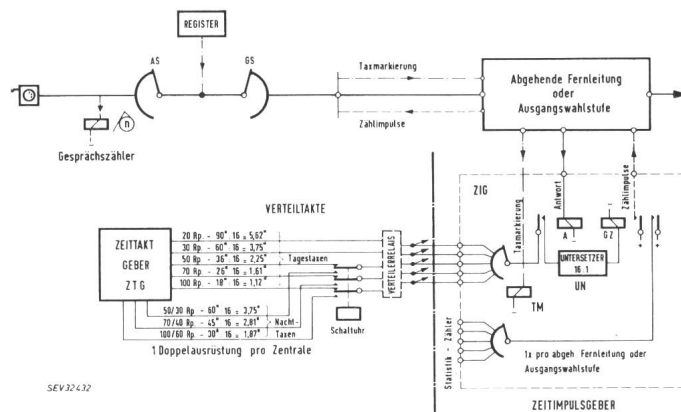 REGISTER
AS
GS
Taxmarkierung
Abgehende Fernleitung
oder
Ausgangswahlstufe
Zählimpulse
n
Gesprächszähler
ZIG
Taxmarkierung
Antwort
Zählimpulse
VERTEILTAKTE
A
GZ
ZEITTAKT
GEBER
ZTG
20 Rp. - 90" 16 = 5,62"
30 Rp. - 60" 16 = 3,75"
50 Rp. - 36" 16 = 2,25"
70 Rp. - 26" 16 = 1,61"
100 Rp. - 18" 16 = 1,12"
Tagestaxen
VERTEILERRELAIS
UNTERSETZER
16:1
UN
TM
50/30 Rp - 60" 16 = 3,75"
70/40 Rp. - 45" 16 = 2,81"
100/60 Rp - 30" 16 = 1,87"
Nacht-
Taxen
Schaltuhr
1 Doppelausrüstung pro Zentrale
Statistik - Zähler
1x pro abgeh. Fernleitung oder
Ausgangswahlstufe
SEV32432
ZEITIMPULSGEBER